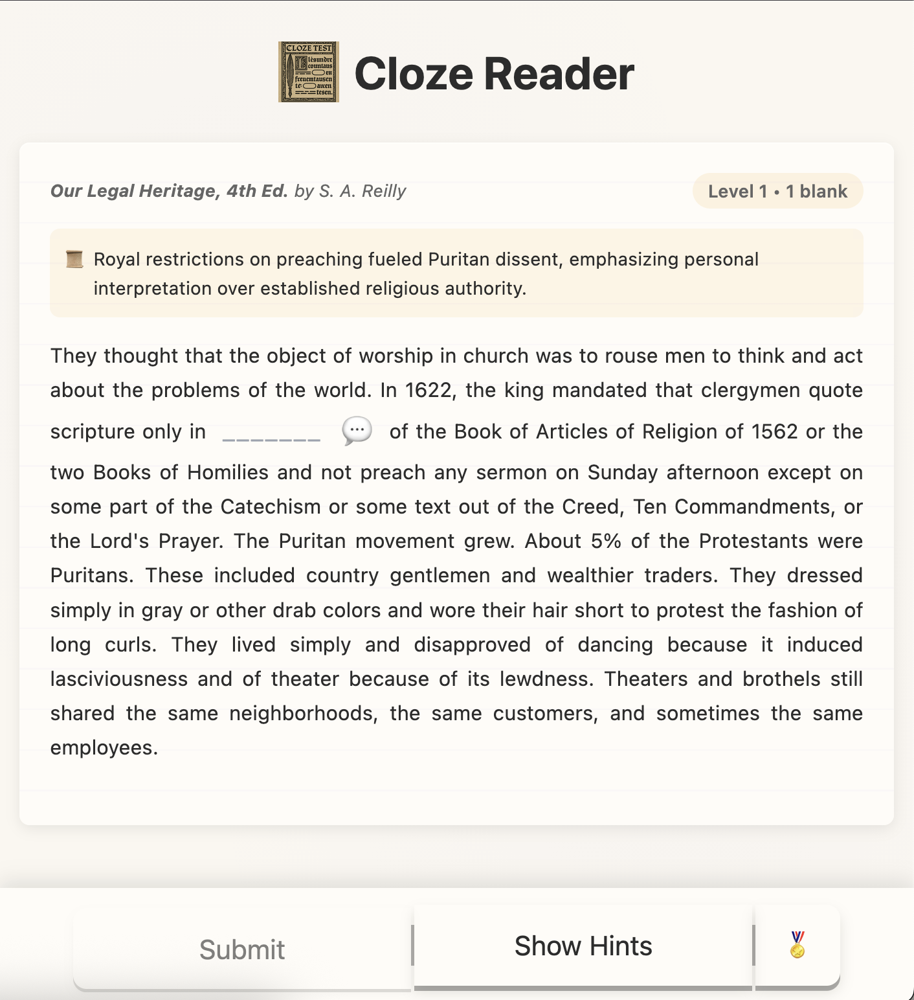 CLOZE TEST
Cloze Reader
Our Legal Heritage, 4th Ed. by S. A. Reilly
Level 1 • 1 blank
Royal restrictions on preaching fueled Puritan dissent, emphasizing personal
interpretation over established religious authority.
They thought that the object of worship in church was to rouse men to think and act
about the problems of the world. In 1622, the king mandated that clergymen quote
scripture only in _______ of the Book of Articles of Religion of 1562 or the
two Books of Homilies and not preach any sermon on Sunday afternoon except on
some part of the Catechism or some text out of the Creed, Ten Commandments, or
the Lord's Prayer. The Puritan movement grew. About 5% of the Protestants were
Puritans. These included country gentlemen and wealthier traders. They dressed
simply in gray or other drab colors and wore their hair short to protest the fashion of
long curls. They lived simply and disapproved of dancing because it induced
lasciviousness and of theater because of its lewdness. Theaters and brothels still
shared the same neighborhoods, the same customers, and sometimes the same
employees.
Submit
Show Hints